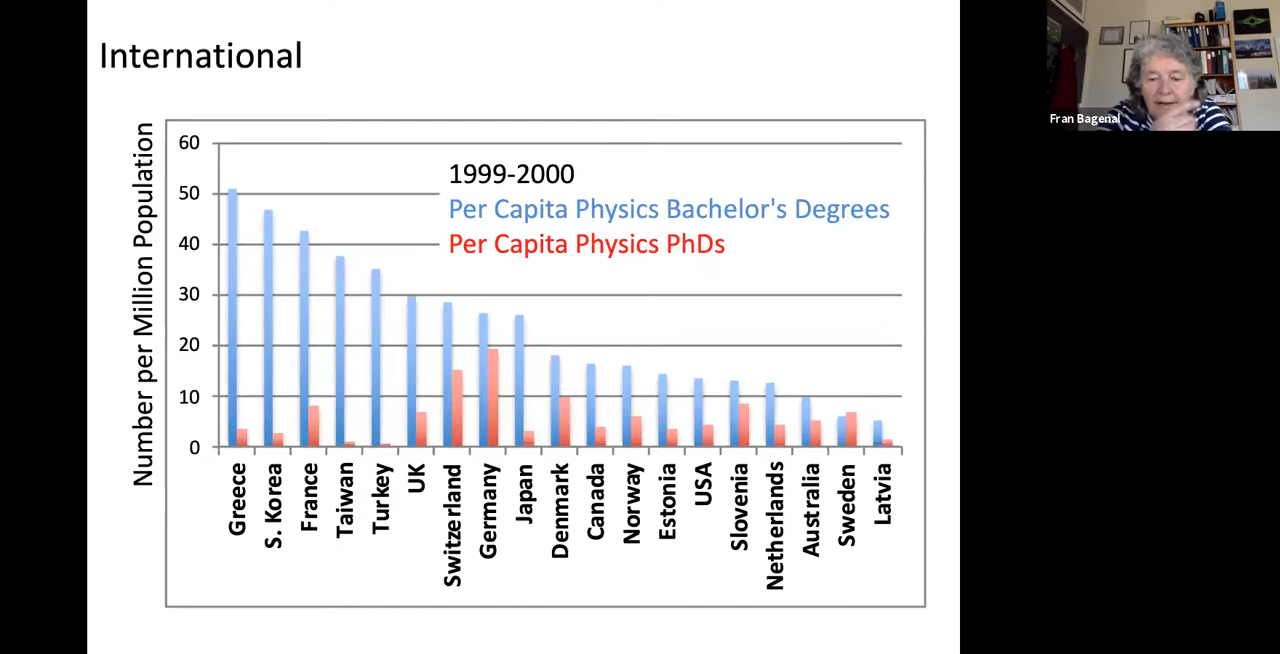 International
Number per Million Population
60
50
40
30
20
10
0
1999-2000
Per Capita Physics Bachelor's Degrees
Per Capita Physics PhDs
Greece
S. Korea
France
Taiwan
Turkey
UK
Switzerland
Germany
Japan
Denmark
Canada
Norway
Estonia
USA
Slovenia
Netherlands
Australia
Sweden
Latvia
Fran Bagenal